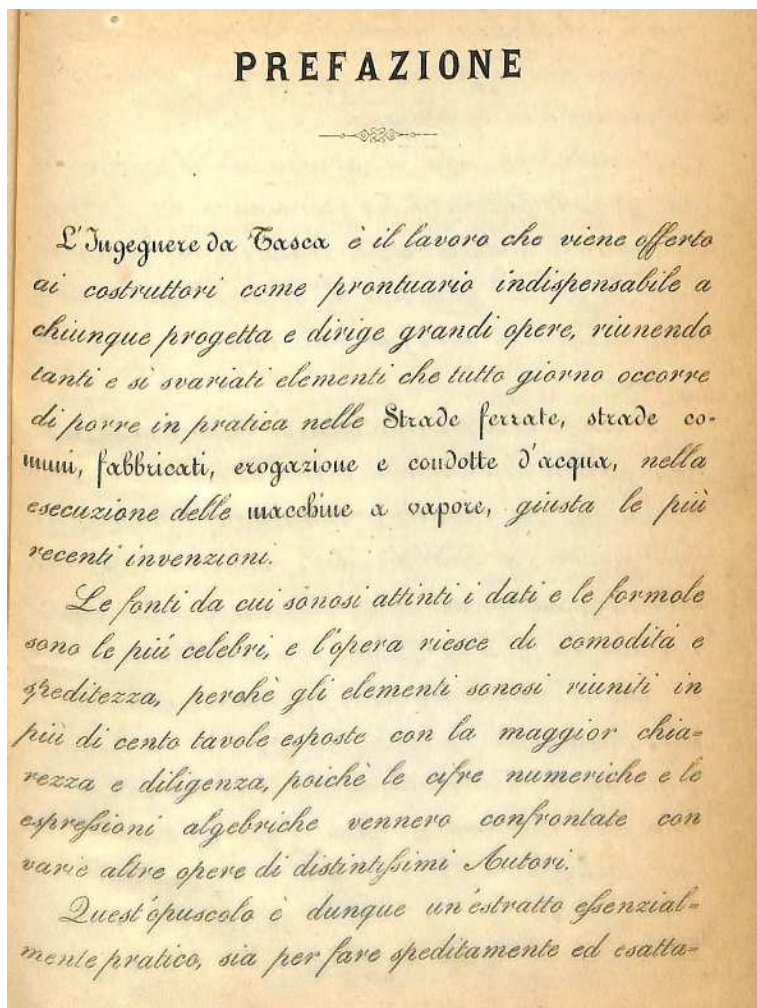 PREFAZIONE
L'Ingegnere da Tasca è il lavoro che viene offerto
ai costruttori come prontuario indispensabile a
chiunque progetta e dirige grandi opere, riunendo
tanti e sì svariati elementi che tutto giorno occorre
di porre in pratica nelle Strade ferrate, strade co-
muni, fabbricati, erogazione e condotte d'acqua, nella
esecuzione delle macchine a vapore, giusta le più
recenti invenzioni.
Le fonti da cui sonosi attinti i dati e le formole
sono le piú celebri, e l'opera riesce di comoditá e
speditezza, perchè gli elementi sonosi riuniti in
più di cento tavole esposte con la maggior chia=
rezza e diligenza, poichè le cifre numeriche e le
espreſsioni algebriche vennero confrontate con
varie altre opere di distintiſsimi Autori.
Quest'opuscolo è dunque un'estratto eſsenzial=
mente pratico, sia per fare speditamente ed esatta=